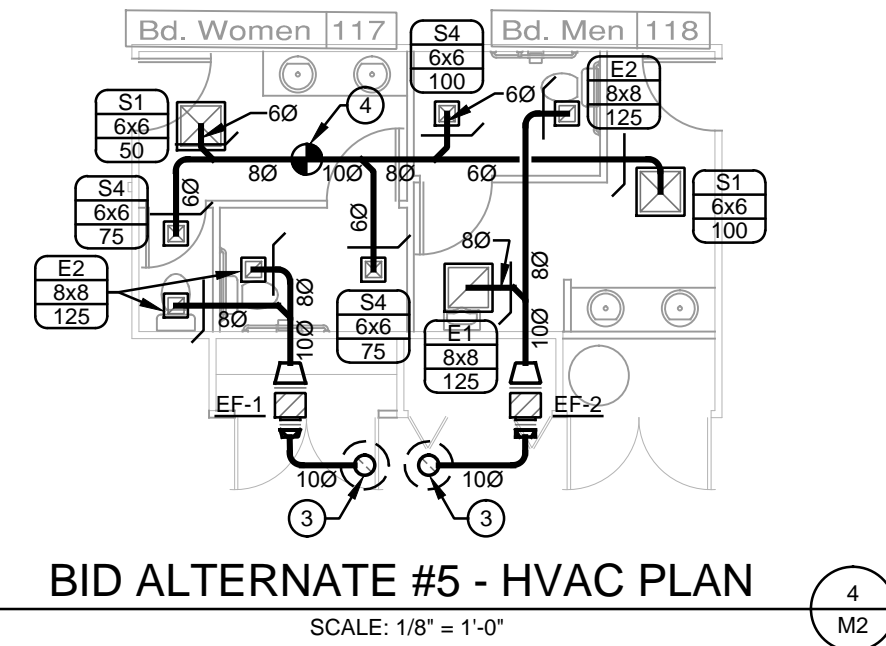 Bd. Women 117
Bd. Men 118
S4
6x6
100
E2
8x8
125
S1
6x6
50
6Ø
4
6Ø
8Ø
10Ø
8Ø
6Ø
S4
6x6
75
6Ø
6Ø
S1
6x6
100
E2
8x8
125
8Ø
8Ø
10Ø
S4
6x6
75
8Ø
8Ø
10Ø
E1
8x8
125
EF-1
EF-2
10Ø
10Ø
3
3
BID ALTERNATE #5 - HVAC PLAN
SCALE: 1/8" = 1'-0"
4
M2